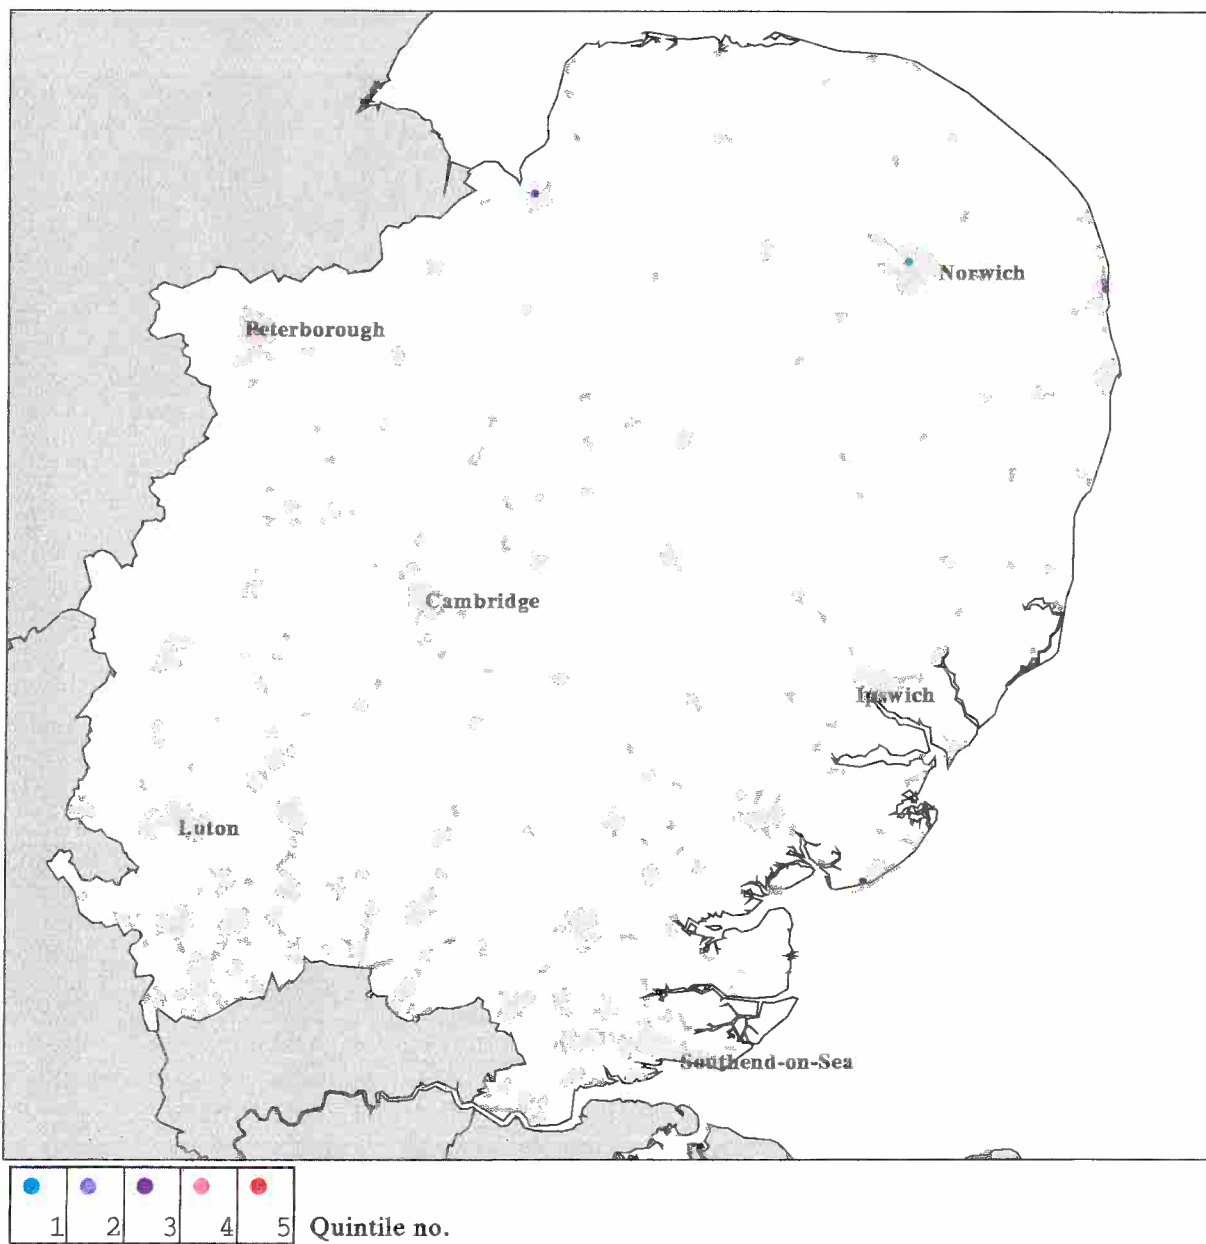 Norwich
Peterborough
Cambridge
Ipswich
Luton
Southend-on-Sea
1 2 3 4 5 Quintile no.